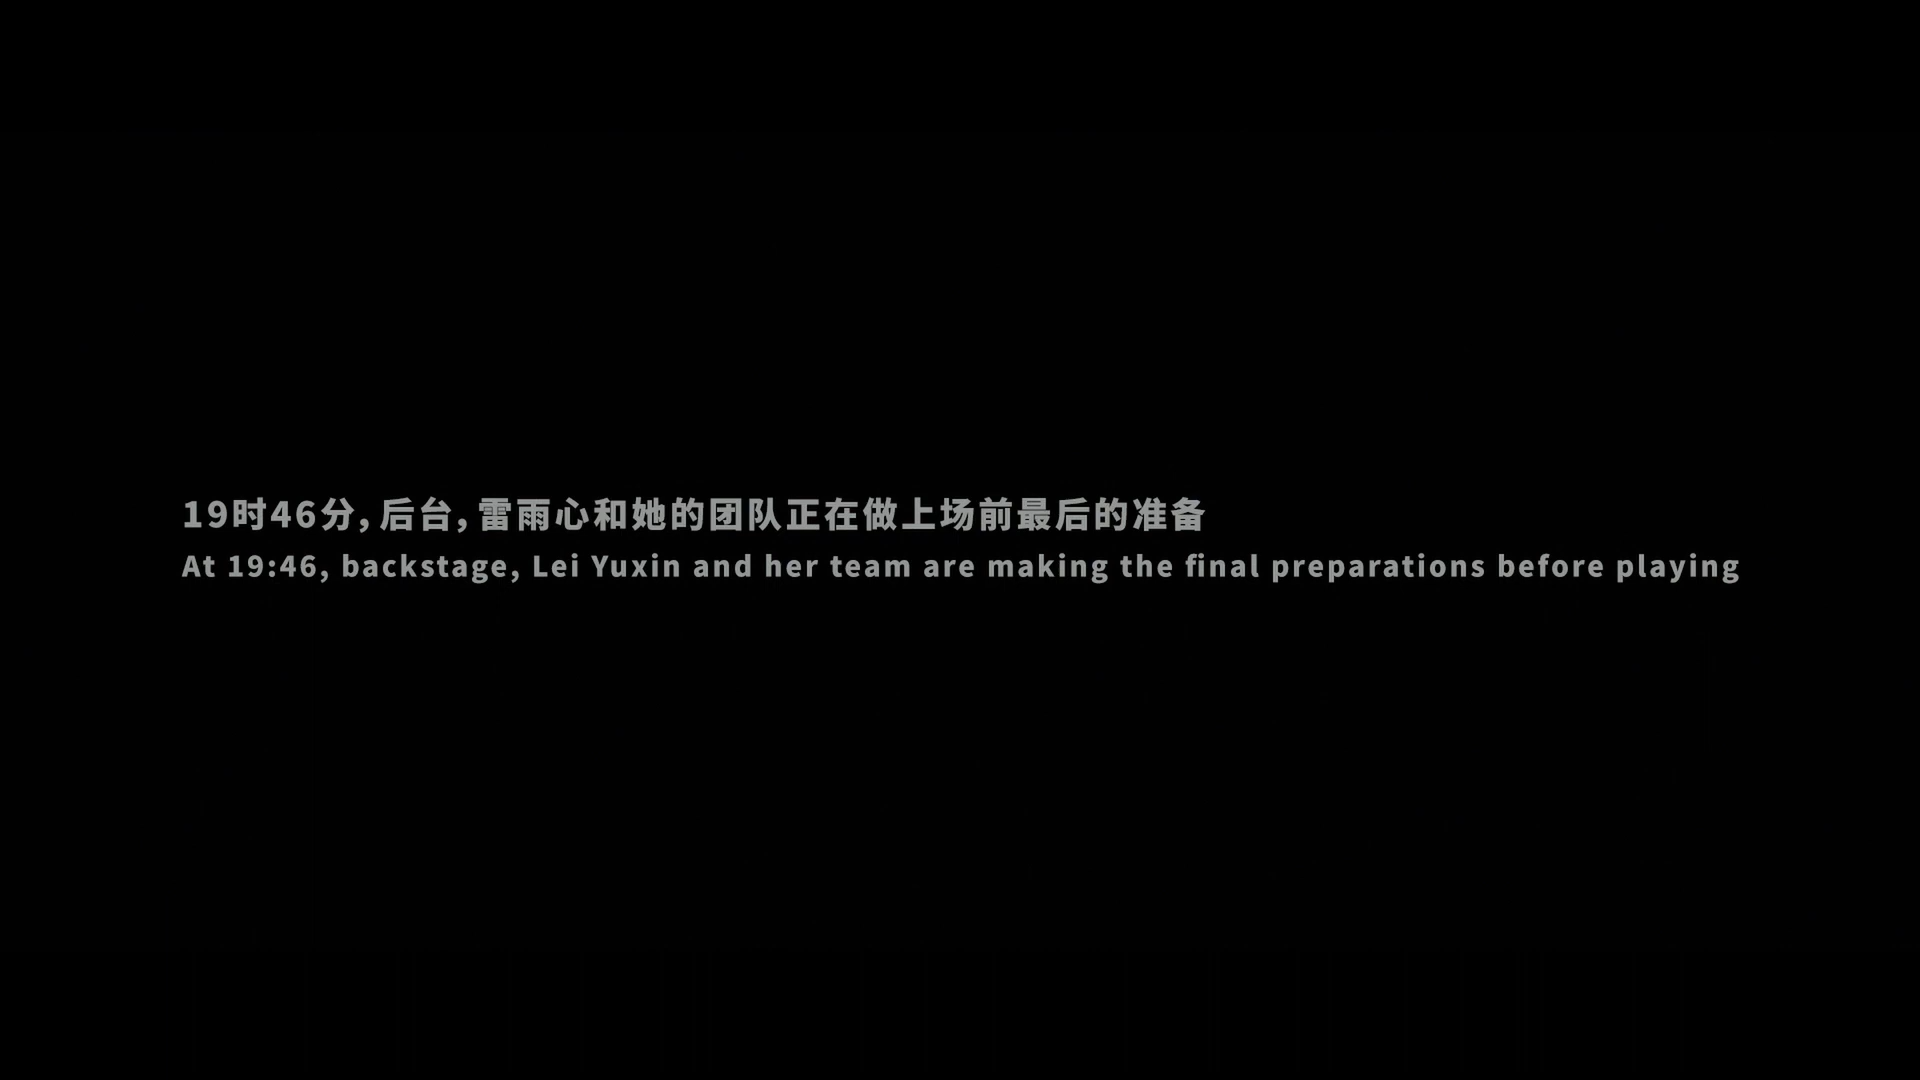 19时46分，后台，雷雨心和她的团队正在做上场前最后的准备
At 19:46, backstage, Lei Yuxin and her team are making the final preparations before playing